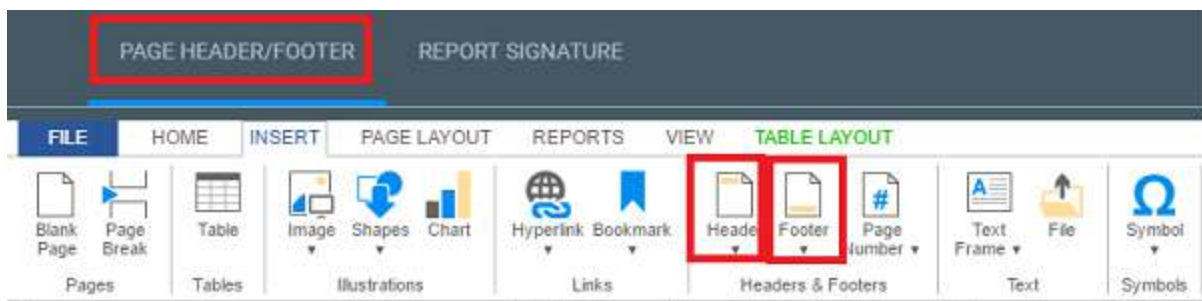 PAGE HEADER/FOOTER REPORT SIGNATURE
FILE HOME INSERT PAGE LAYOUT REPORTS VIEW TABLE LAYOUT
Blank Page Table Image Shapes Chart Hyperlink Bookmark Heade Footer Page Text File Symbol
Page Break Number Frame
Pages Tables Illustrations Links Headers & Footers Text Symbols